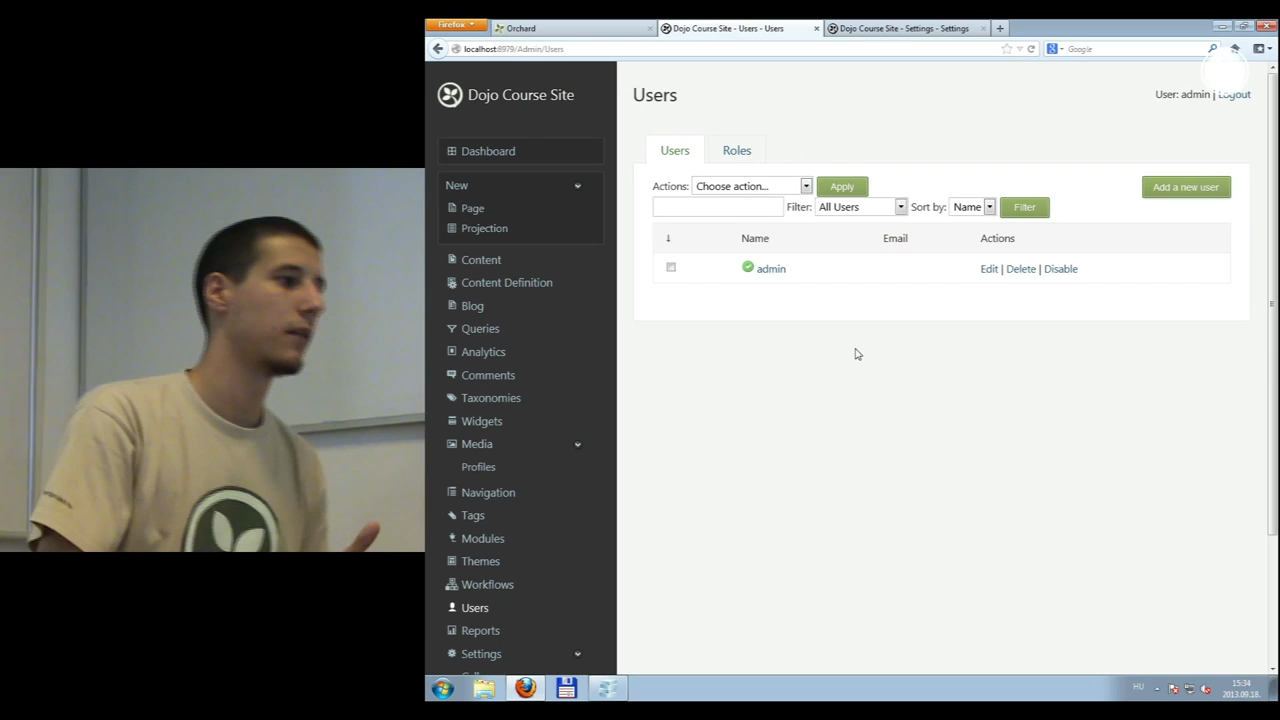 Firefox
Orchard
Dojo Course Site - Users - Users
Dojo Course Site - Settings - Settings
localhost:8979/Admin/Users
Google
Dojo Course Site
Users
User: admin | Logout
Dashboard
New
Page
Projection
Content
Content Definition
Blog
Queries
Analytics
Comments
Taxonomies
Widgets
Media
Profiles
Navigation
Tags
Modules
Themes
Workflows
Users
Reports
Settings
Users Roles
Actions: Choose action... Apply Add a new user
Filter: All Users Sort by: Name Filter
↓ Name Email Actions
admin Edit | Delete | Disable
HU
15:34
2013.09.18.